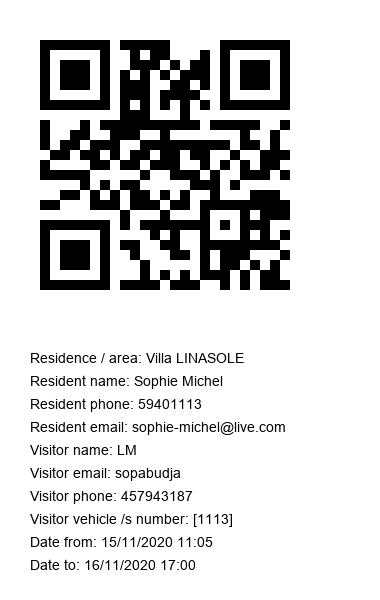 Residence / area: Villa LINASOLE
Resident name: Sophie Michel
Resident phone: 59401113
Resident email: sophie-michel@live.com
Visitor name: LM
Visitor email: sopabudja
Visitor phone: 457943187
Visitor vehicle /s number: [1113]
Date from: 15/11/2020 11:05
Date to: 16/11/2020 17:00